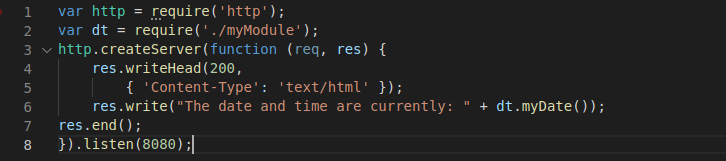 1 var http = require('http');
2 var dt = require('./myModule');
3 http.createServer(function (req, res) {
4 res.writeHead(200,
5 { 'Content-Type': 'text/html' });
6 res.write("The date and time are currently: " + dt.myDate());
7 res.end();
8 }).listen(8080);